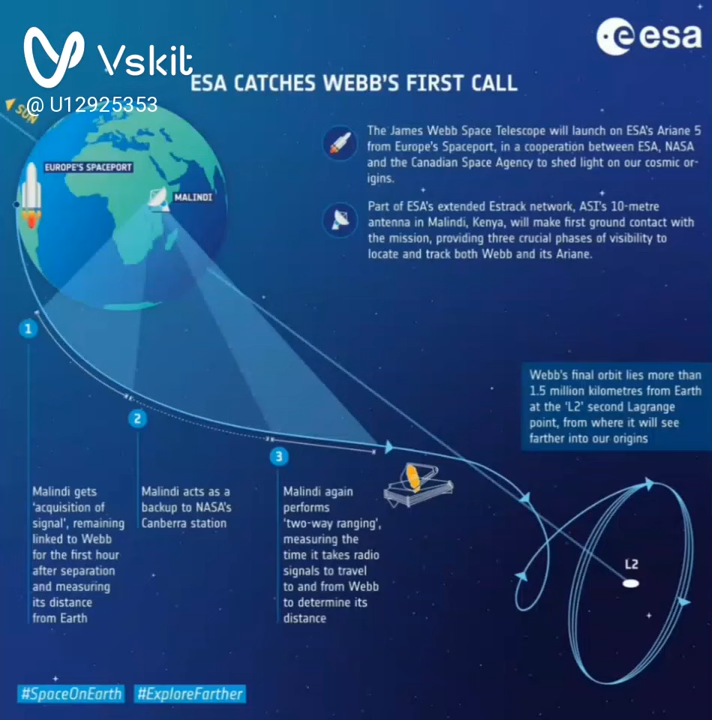 Vskit
@ U12925353
esa
ESA CATCHES WEBB'S FIRST CALL
SUN
EUROPE'S SPACEPORT
MALINDI
The James Webb Space Telescope will launch on ESA's Ariane 5
from Europe's Spaceport, in a cooperation between ESA, NASA
and the Canadian Space Agency to shed light on our cosmic or-
igins.
Part of ESA's extended Estrack network, ASI's 10-metre
antenna in Malindi, Kenya, will make first ground contact with
the mission, providing three crucial phases of visibility to
locate and track both Webb and its Ariane.
Webb's final orbit lies more than
1.5 million kilometres from Earth
at the 'L2' second Lagrange
point, from where it will see
farther into our origins
1
Malindi gets
'acquisition of
signal', remaining
linked to Webb
for the first hour
after separation
and measuring
its distance
from Earth
2
Malindi acts as a
backup to NASA's
Canberra station
3
Malindi again
performs
'two-way ranging',
measuring the
time it takes radio
signals to travel
to and from Webb
to determine its
distance
L2
#SpaceOnEarth
#ExploreFarther